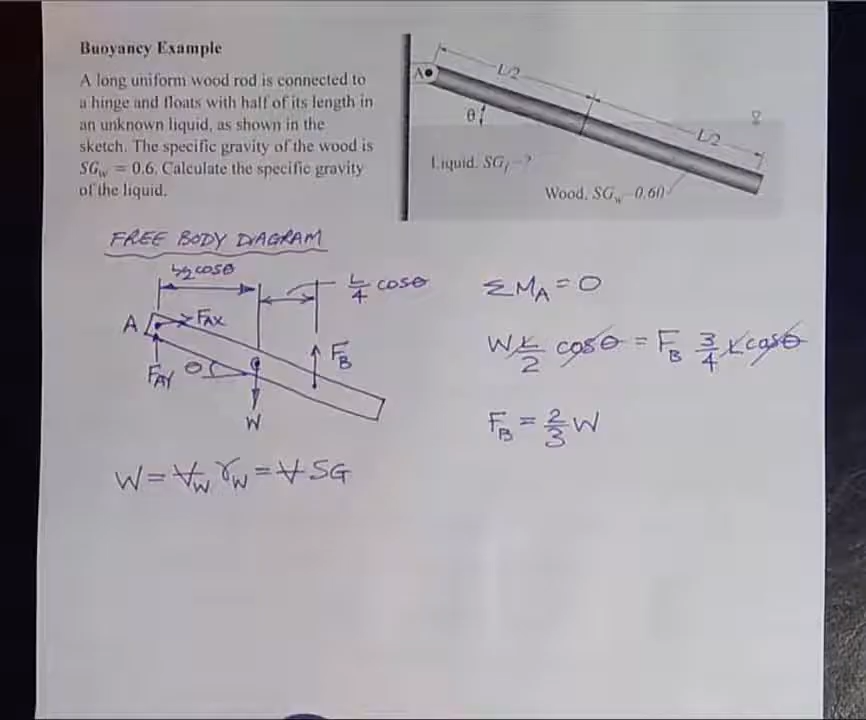 Buoyancy Example
A long uniform wood rod is connected to
a hinge and floats with half of its length in
an unknown liquid, as shown in the
sketch. The specific gravity of the wood is
SGw = 0.6. Calculate the specific gravity
of the liquid.
A
L/2
θ
L/2
Liquid, SGl=?
Wood, SGw=0.60
FREE BODY DIAGRAM
L/2 cosθ
L/4 cosθ
A
FAX
FAY
θ
FB
W
W = ∀w γw = ∀ SG
ΣMA = 0
W L/2 cosθ = FB 3/4 L cosθ
FB = 2/3 W